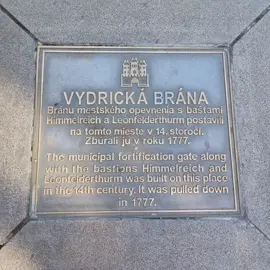 VYDRICKÁ BRÁNA
Bránu mestského opevnenia s baštami
Himmelreich a Leonfelderthurm postavili
na tomto mieste v 14. storočí.
Zbúrali ju v roku 1777.
The municipal fortification gate along
with the bastions Himmelreich and
Leonfelderthurm was built on this place
in the 14th century. It was pulled down
in 1777.